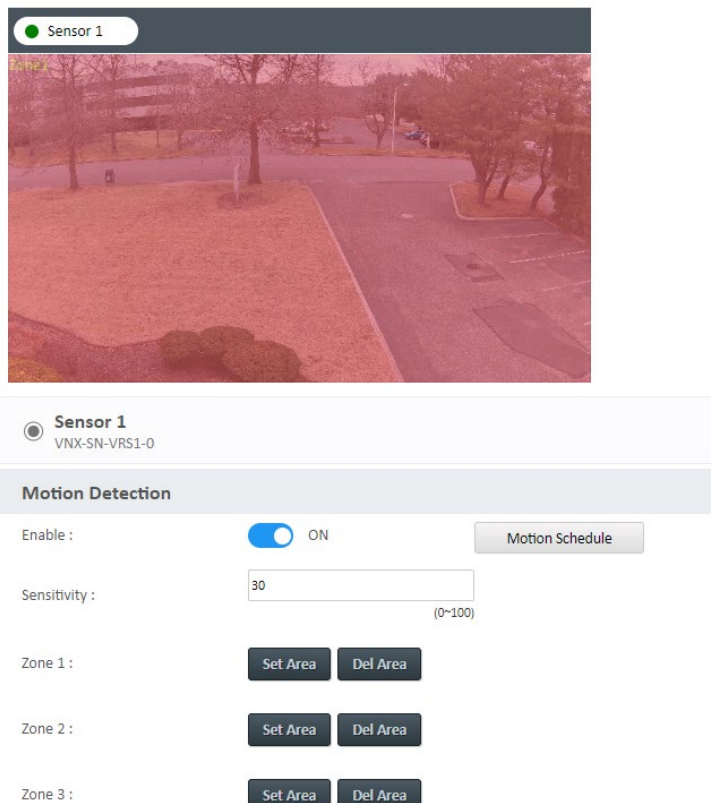 Sensor 1
Sensor 1
VNX-SN-VRS1-0
Motion Detection
Enable :
ON
Motion Schedule
Sensitivity :
30
(0~100)
Zone 1 :
Set Area
Del Area
Zone 2 :
Set Area
Del Area
Zone 3 :
Set Area
Del Area